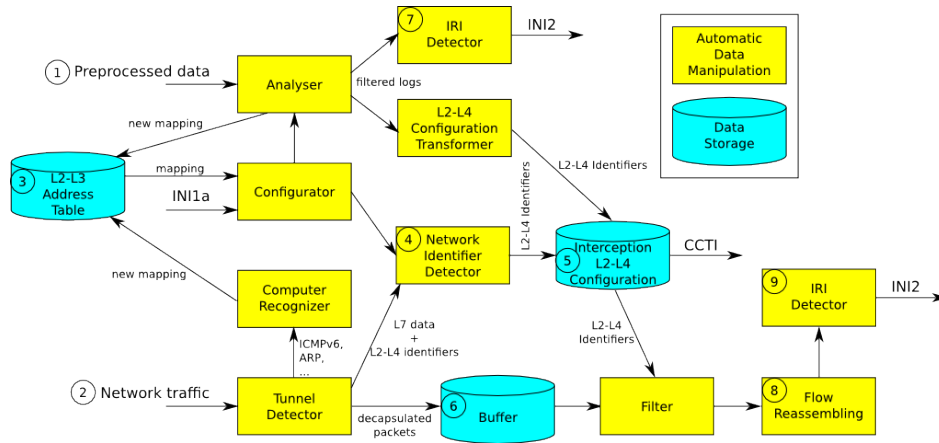 7
IRI
Detector
INI2
Automatic
Data
Manipulation
Data
Storage
1
Preprocessed data
Analyser
filtered logs
L2-L4
Configuration
Transformer
new mapping
3
L2-L3
Address
Table
mapping
INI1a
Configurator
L2-L4 Identifiers
L2-L4 Identifiers
4
Network
Identifier
Detector
5
Interception
L2-L4
Configuration
CCTI
new mapping
Computer
Recognizer
L7 data
+
L2-L4 identifiers
L2-L4
Identifiers
9
IRI
Detector
INI2
ICMPv6,
ARP,
...
2
Network traffic
Tunnel
Detector
decapsulated
packets
6
Buffer
Filter
8
Flow
Reassembling